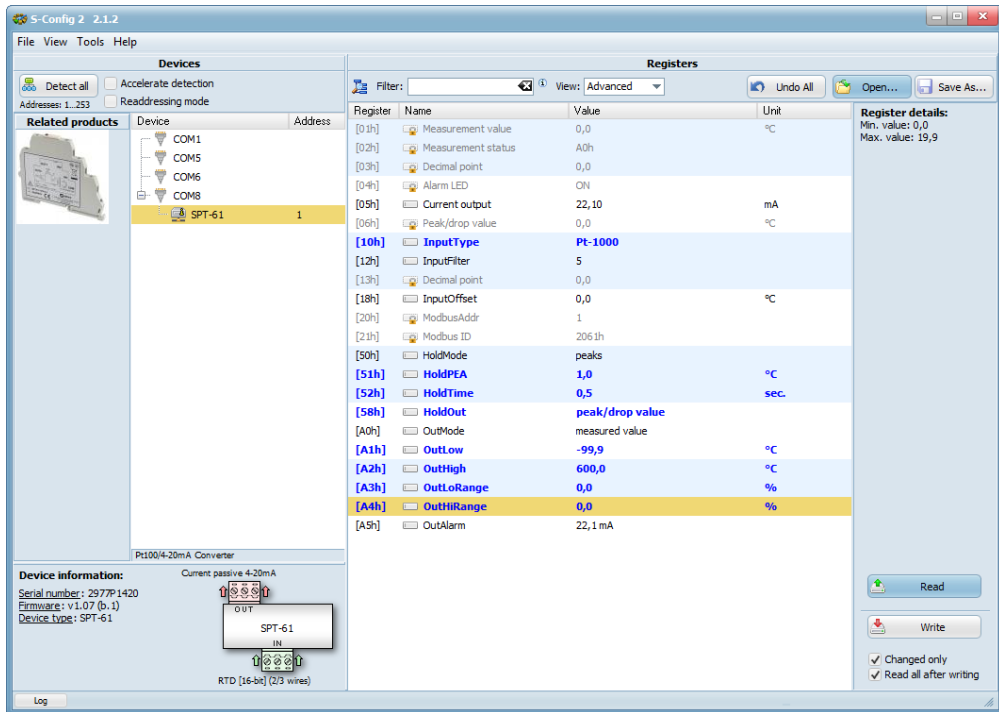 S-Config 2 2.1.2
File View Tools Help
Devices
Detect all
Accelerate detection
Addresses: 1...253
Readdressing mode
Related products
Device Address
COM1
COM5
COM6
COM8
SPT-61 1
Pt100/4-20mA Converter
Device information:
Serial number: 2977P1420
Firmware: v1.07 (b.1)
Device type: SPT-61
Current passive 4-20mA
OUT
SPT-61
IN
RTD [16-bit] (2/3 wires)
Registers
Filter: View: Advanced Undo All Open... Save As...
Register Name Value Unit
[01h] Measurement value 0,0 °C
[02h] Measurement status A0h
[03h] Decimal point 0,0
[04h] Alarm LED ON
[05h] Current output 22,10 mA
[06h] Peak/drop value 0,0 °C
[10h] InputType Pt-1000
[12h] InputFilter 5
[13h] Decimal point 0,0
[18h] InputOffset 0,0 °C
[20h] ModbusAddr 1
[21h] Modbus ID 2061h
[50h] HoldMode peaks
[51h] HoldPEA 1,0 °C
[52h] HoldTime 0,5 sec.
[58h] HoldOut peak/drop value
[A0h] OutMode measured value
[A1h] OutLow -99,9 °C
[A2h] OutHigh 600,0 °C
[A3h] OutLoRange 0,0 %
[A4h] OutHiRange 0,0 %
[A5h] OutAlarm 22,1 mA
Register details:
Min. value: 0,0
Max. value: 19,9
Read
Write
Changed only
Read all after writing
Log